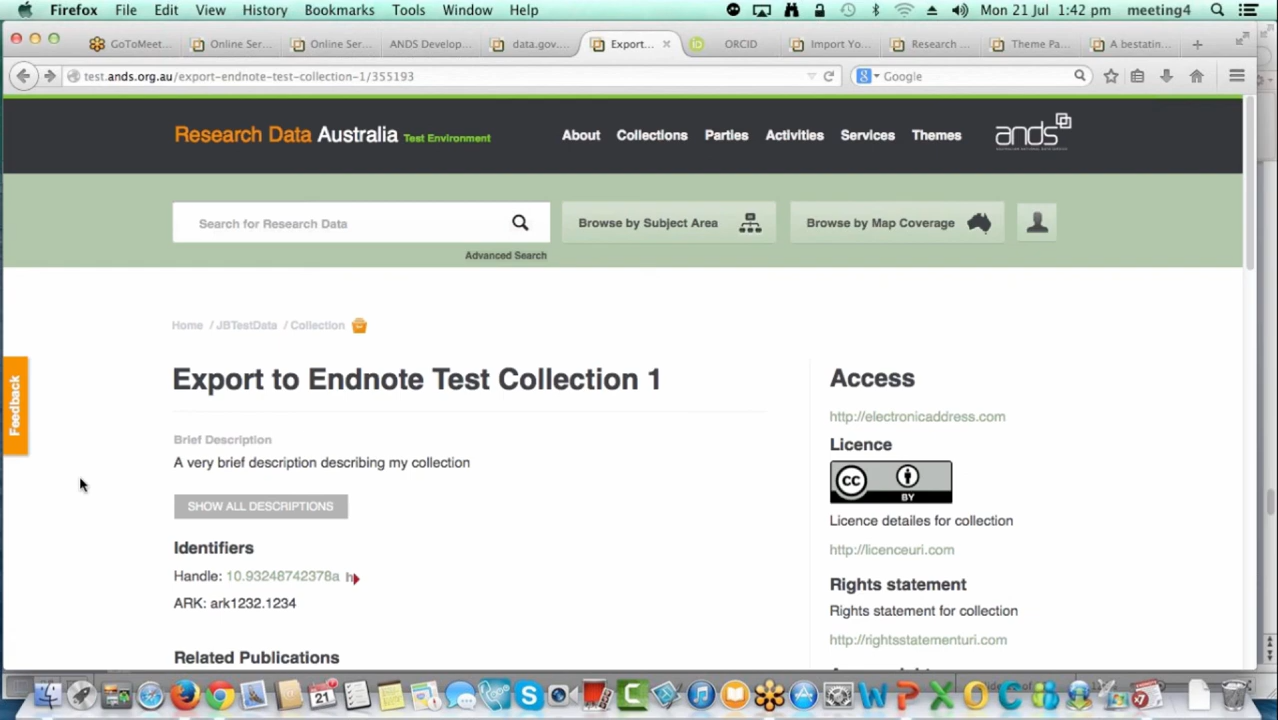 Firefox File Edit View History Bookmarks Tools Window Help Mon 21 Jul 1:42 pm meeting4
GoToMeet... Online Ser... Online Ser... ANDS Develop... data.gov.... Export... ORCID Import Yo... Research ... Theme Pa... A bestatin...
test.ands.org.au/export-endnote-test-collection-1/355193 Google
Research Data Australia Test Environment About Collections Parties Activities Services Themes ands
Search for Research Data Browse by Subject Area Browse by Map Coverage
Advanced Search
Home / JBTestData / Collection
Feedback
Export to Endnote Test Collection 1
Brief Description
A very brief description describing my collection
SHOW ALL DESCRIPTIONS
Identifiers
Handle: 10.93248742378a
ARK: ark1232.1234
Related Publications
Access
http://electronicaddress.com
Licence
CC BY
Licence detailes for collection
http://licenceuri.com
Rights statement
Rights statement for collection
http://rightsstatementuri.com